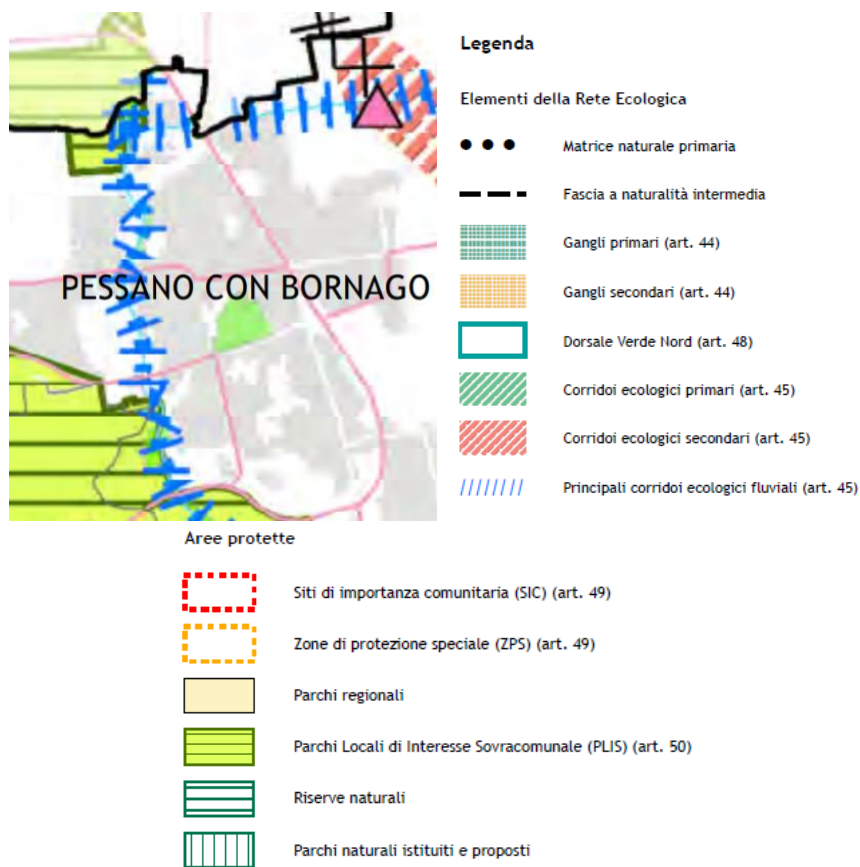 PESSANO CON BORNAGO
Legenda
Elementi della Rete Ecologica
Matrice naturale primaria
Fascia a naturalità intermedia
Gangli primari (art. 44)
Gangli secondari (art. 44)
Dorsale Verde Nord (art. 48)
Corridoi ecologici primari (art. 45)
Corridoi ecologici secondari (art. 45)
Principali corridoi ecologici fluviali (art. 45)
Aree protette
Siti di importanza comunitaria (SIC) (art. 49)
Zone di protezione speciale (ZPS) (art. 49)
Parchi regionali
Parchi Locali di Interesse Sovracomunale (PLIS) (art. 50)
Riserve naturali
Parchi naturali istituiti e proposti